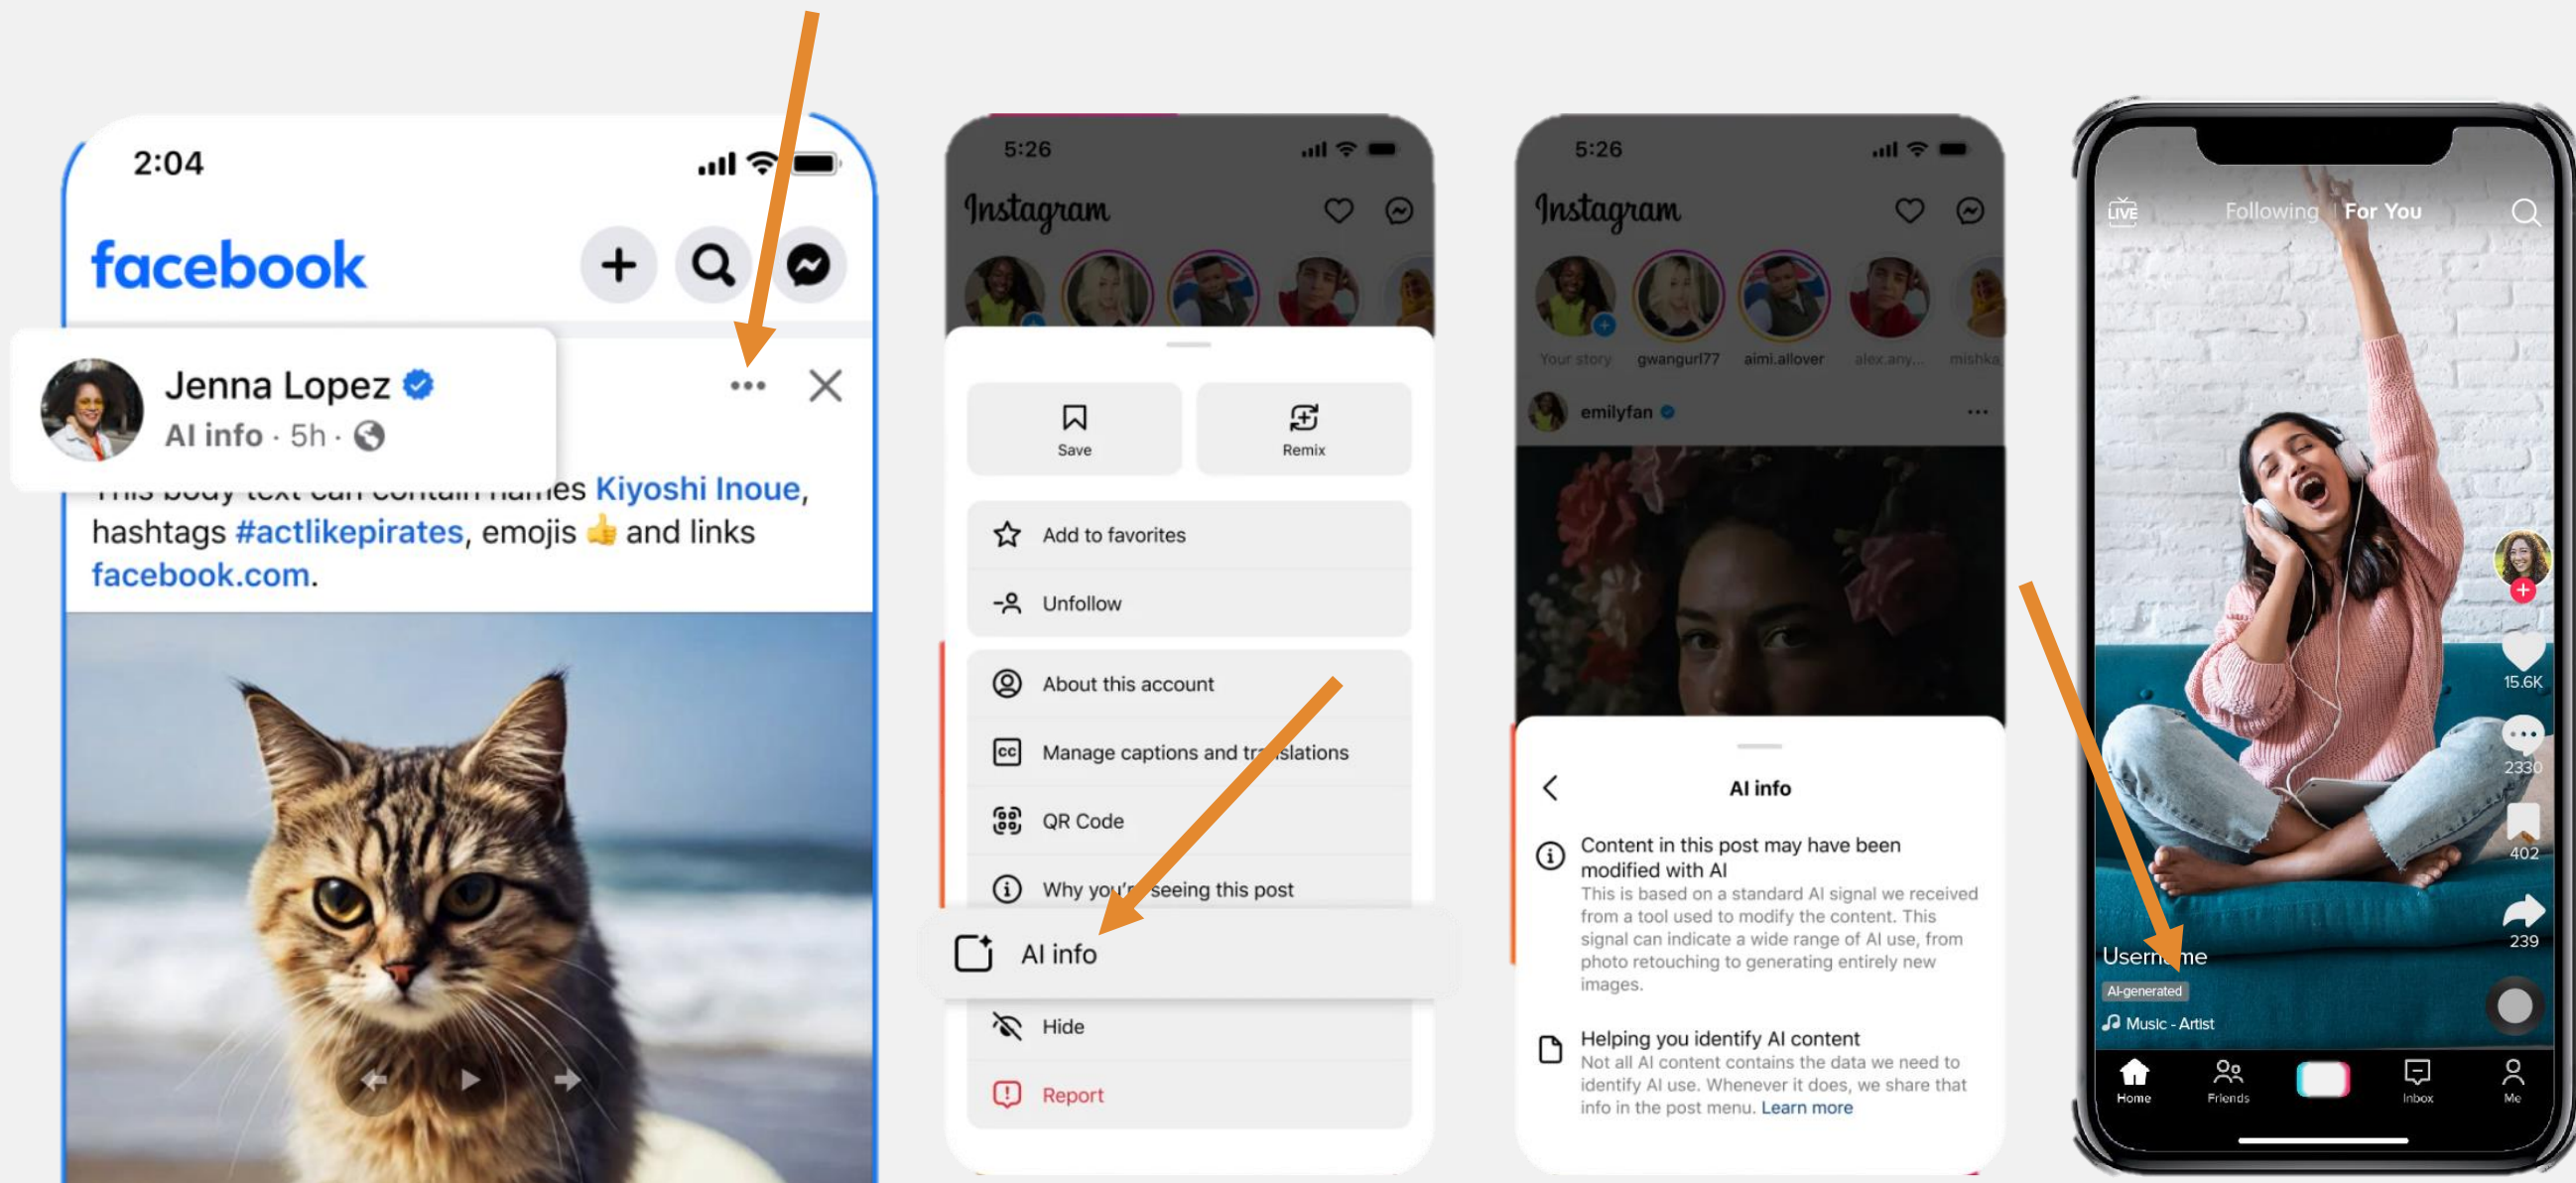 2:04
facebook
Jenna Lopez
AI info · 5h ·
This body text can contain names Kiyoshi Inoue,
hashtags #actlikepirates, emojis 👍 and links
facebook.com.
5:26
Instagram
Save
Remix
Add to favorites
Unfollow
About this account
CC
Manage captions and translations
QR Code
Why you're seeing this post
AI info
Hide
Report
5:26
Instagram
Your story
gwangurl77
aimi.allover
alex.any...
mishka
emilyfan
AI info
Content in this post may have been
modified with AI
This is based on a standard AI signal we received
from a tool used to modify the content. This
signal can indicate a wide range of AI use, from
photo retouching to generating entirely new
images.
Helping you identify AI content
Not all AI content contains the data we need to
identify AI use. Whenever it does, we share that
info in the post menu. Learn more
LIVE
Following | For You
15.6K
2330
402
239
Username
AI-generated
Music - Artist
Home
Friends
Inbox
Me